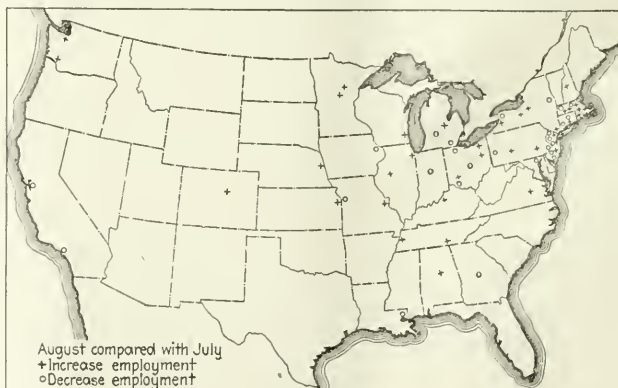 August compared with July
+Increase employment
○Decrease employment